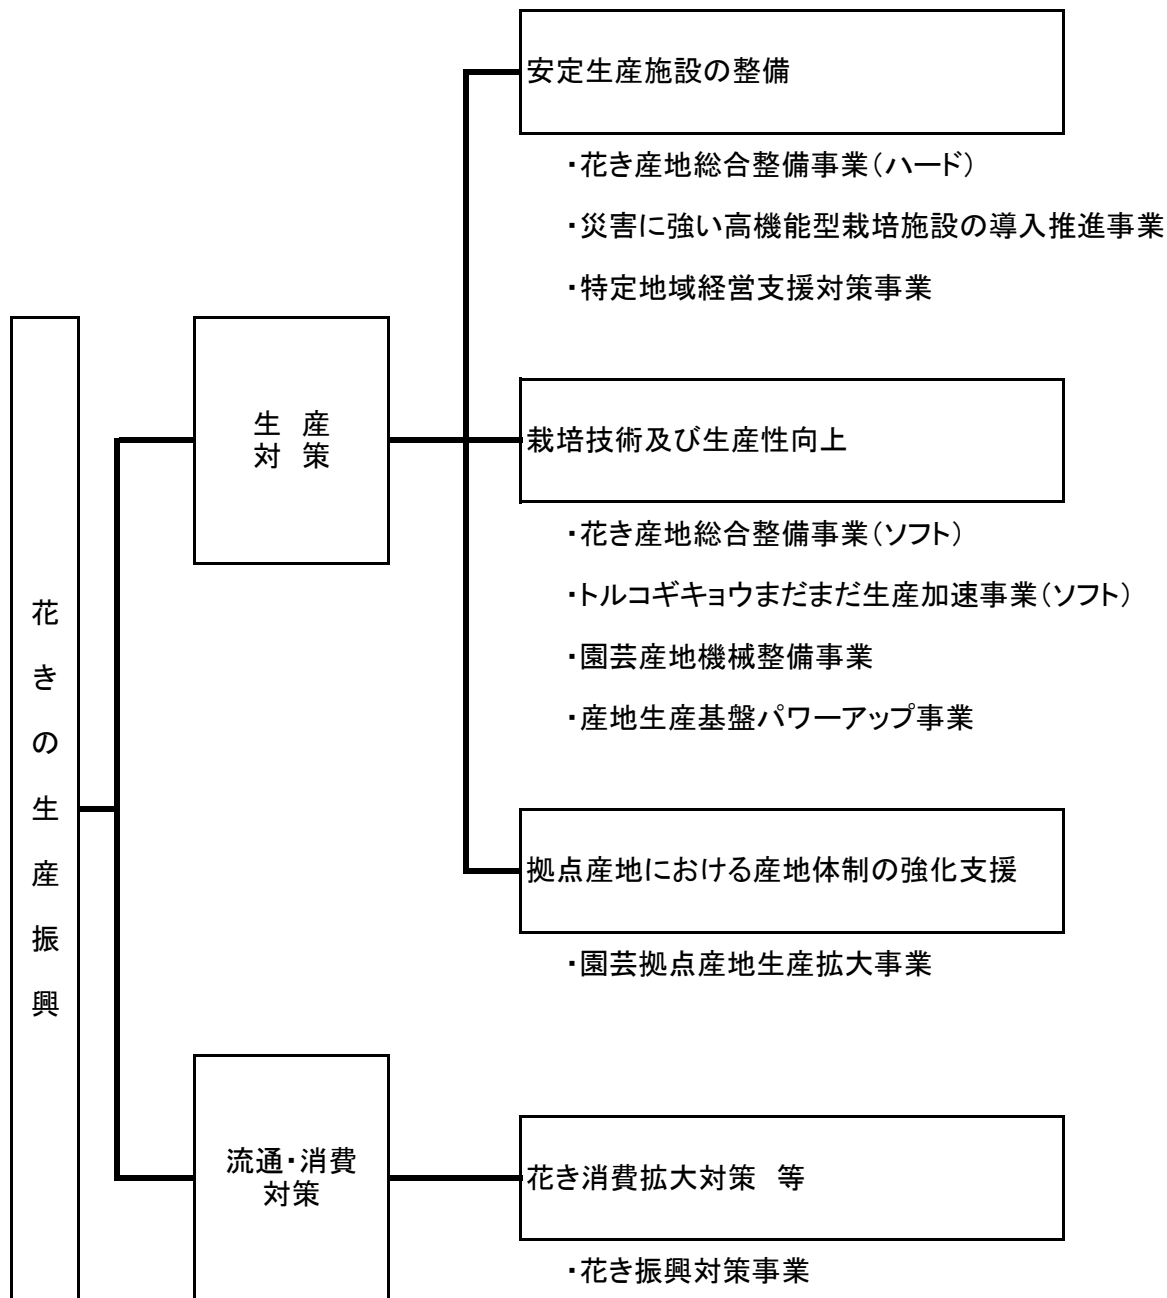 花きの生産振興
生　産
対　策
安定生産施設の整備
・花き産地総合整備事業（ハード）
・災害に強い高機能型栽培施設の導入推進事業
・特定地域経営支援対策事業
栽培技術及び生産性向上
・花き産地総合整備事業（ソフト）
・トルコギキョウまだまだ生産加速事業（ソフト）
・園芸産地機械整備事業
・産地生産基盤パワーアップ事業
拠点産地における産地体制の強化支援
・園芸拠点産地生産拡大事業
流通・消費
対策
花き消費拡大対策　等
・花き振興対策事業